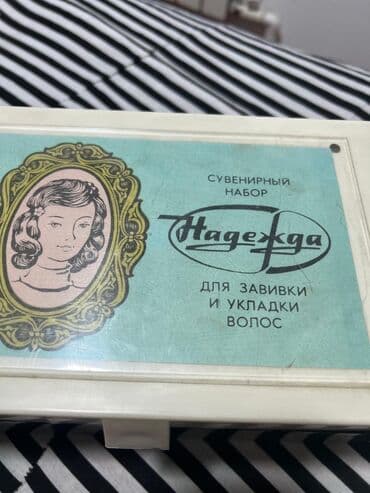 СУВЕНИРНЫЙ
НАБОР
Надежда
ДЛЯ ЗАВИВКИ
И УКЛАДКИ
ВОЛОС